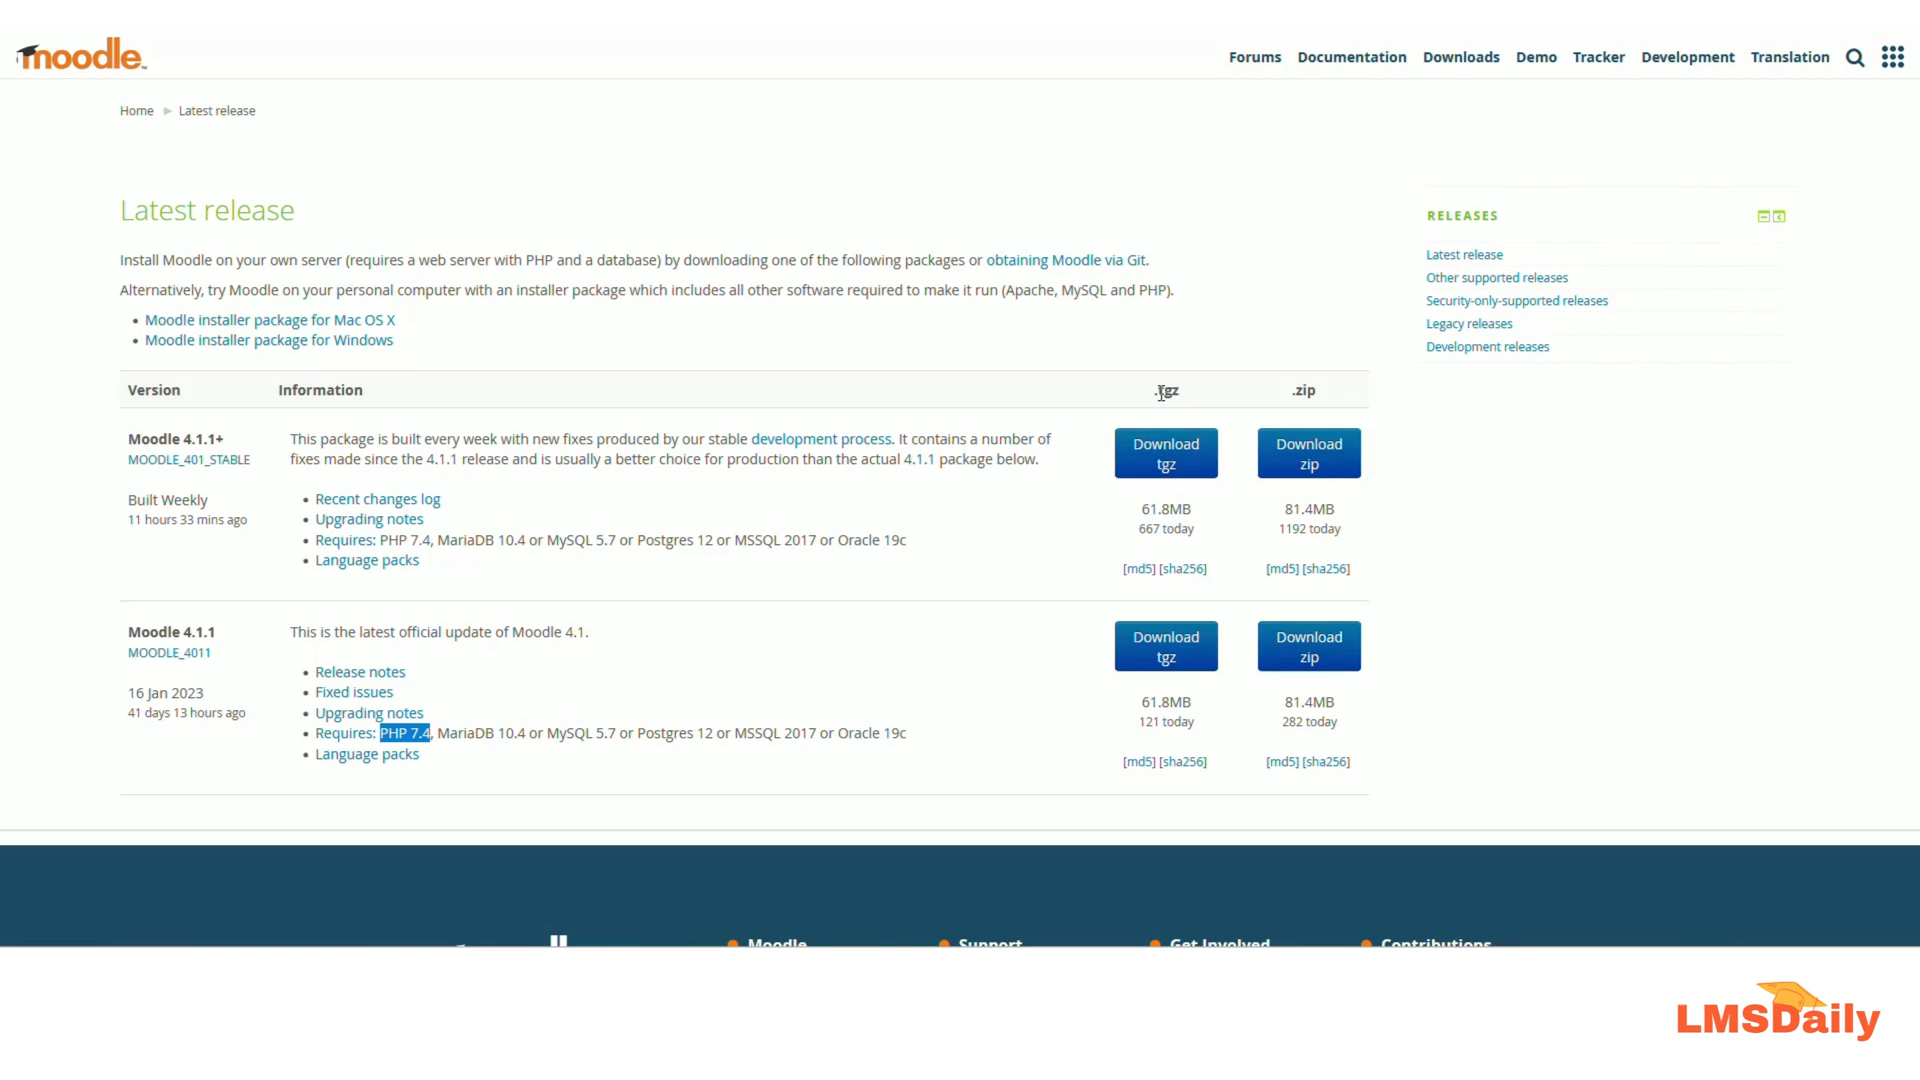 moodle
Forums Documentation Downloads Demo Tracker Development Translation
Home Latest release
Latest release
Install Moodle on your own server (requires a web server with PHP and a database) by downloading one of the following packages or obtaining Moodle via Git.
Alternatively, try Moodle on your personal computer with an installer package which includes all other software required to make it run (Apache, MySQL and PHP).
Moodle installer package for Mac OS X
Moodle installer package for Windows
RELEASES
Latest release
Other supported releases
Security-only-supported releases
Legacy releases
Development releases
Version Information .tgz .zip
Moodle 4.1.1+
MOODLE_401_STABLE
Built Weekly
11 hours 33 mins ago
This package is built every week with new fixes produced by our stable development process. It contains a number of
fixes made since the 4.1.1 release and is usually a better choice for production than the actual 4.1.1 package below.
Recent changes log
Upgrading notes
Requires: PHP 7.4, MariaDB 10.4 or MySQL 5.7 or Postgres 12 or MSSQL 2017 or Oracle 19c
Language packs
Download
tgz
61.8MB
667 today
[md5] [sha256]
Download
zip
81.4MB
1192 today
[md5] [sha256]
Moodle 4.1.1
MOODLE_4011
16 Jan 2023
41 days 13 hours ago
This is the latest official update of Moodle 4.1.
Release notes
Fixed issues
Upgrading notes
Requires: PHP 7.4, MariaDB 10.4 or MySQL 5.7 or Postgres 12 or MSSQL 2017 or Oracle 19c
Language packs
Download
tgz
61.8MB
121 today
[md5] [sha256]
Download
zip
81.4MB
282 today
[md5] [sha256]
Moodle Support Get Involved Contributions
LMSDaily